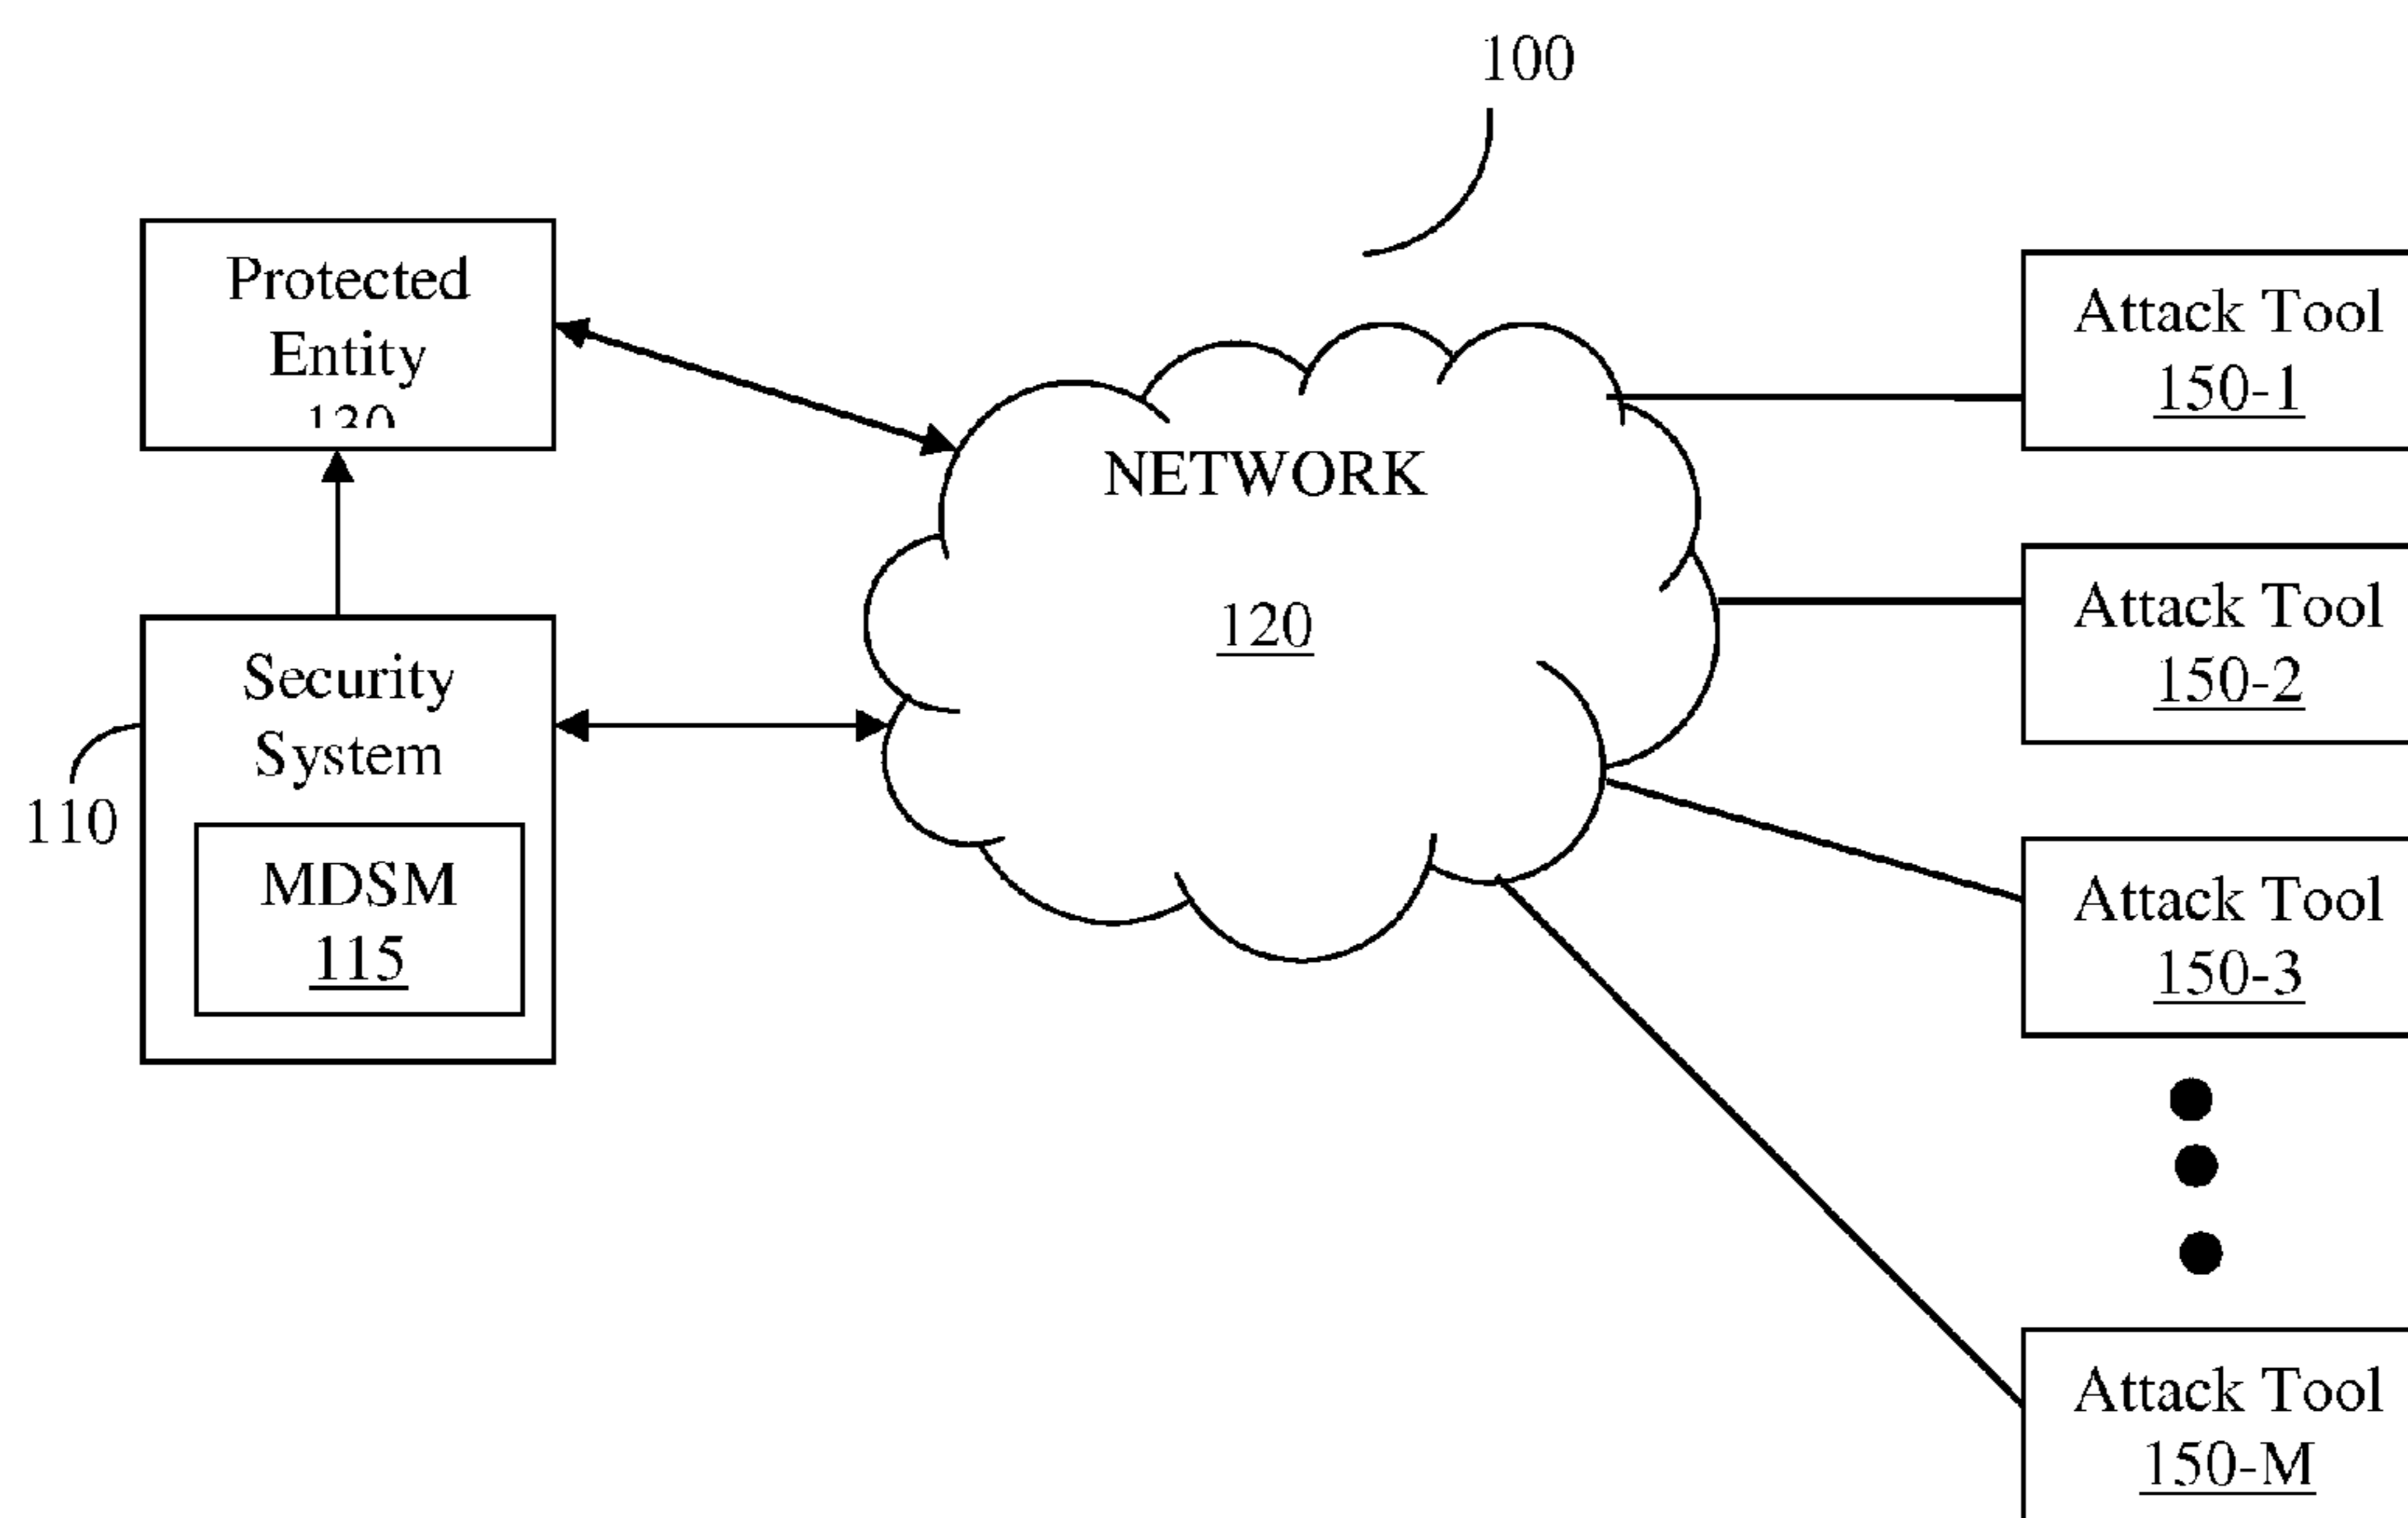 100
Protected
Entity
NETWORK
120
Security
System
110
MDSM
115
Attack Tool
150-1
Attack Tool
150-2
Attack Tool
150-3
Attack Tool
150-M